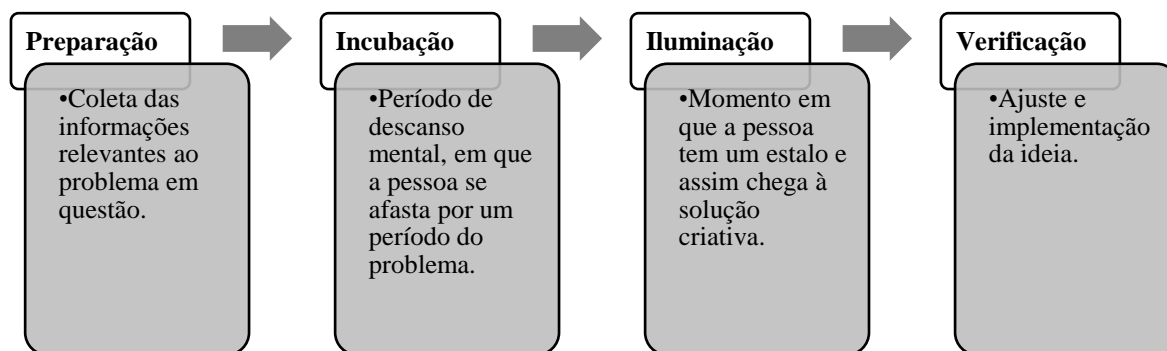 Preparação
•Coleta das
informações
relevantes ao
problema em
questão.
Incubação
•Período de
descanso
mental, em que
a pessoa se
afasta por um
período do
problema.
Iluminação
•Momento em
que a pessoa
tem um estalo e
assim chega à
solução
criativa.
Verificação
•Ajuste e
implementação
da ideia.